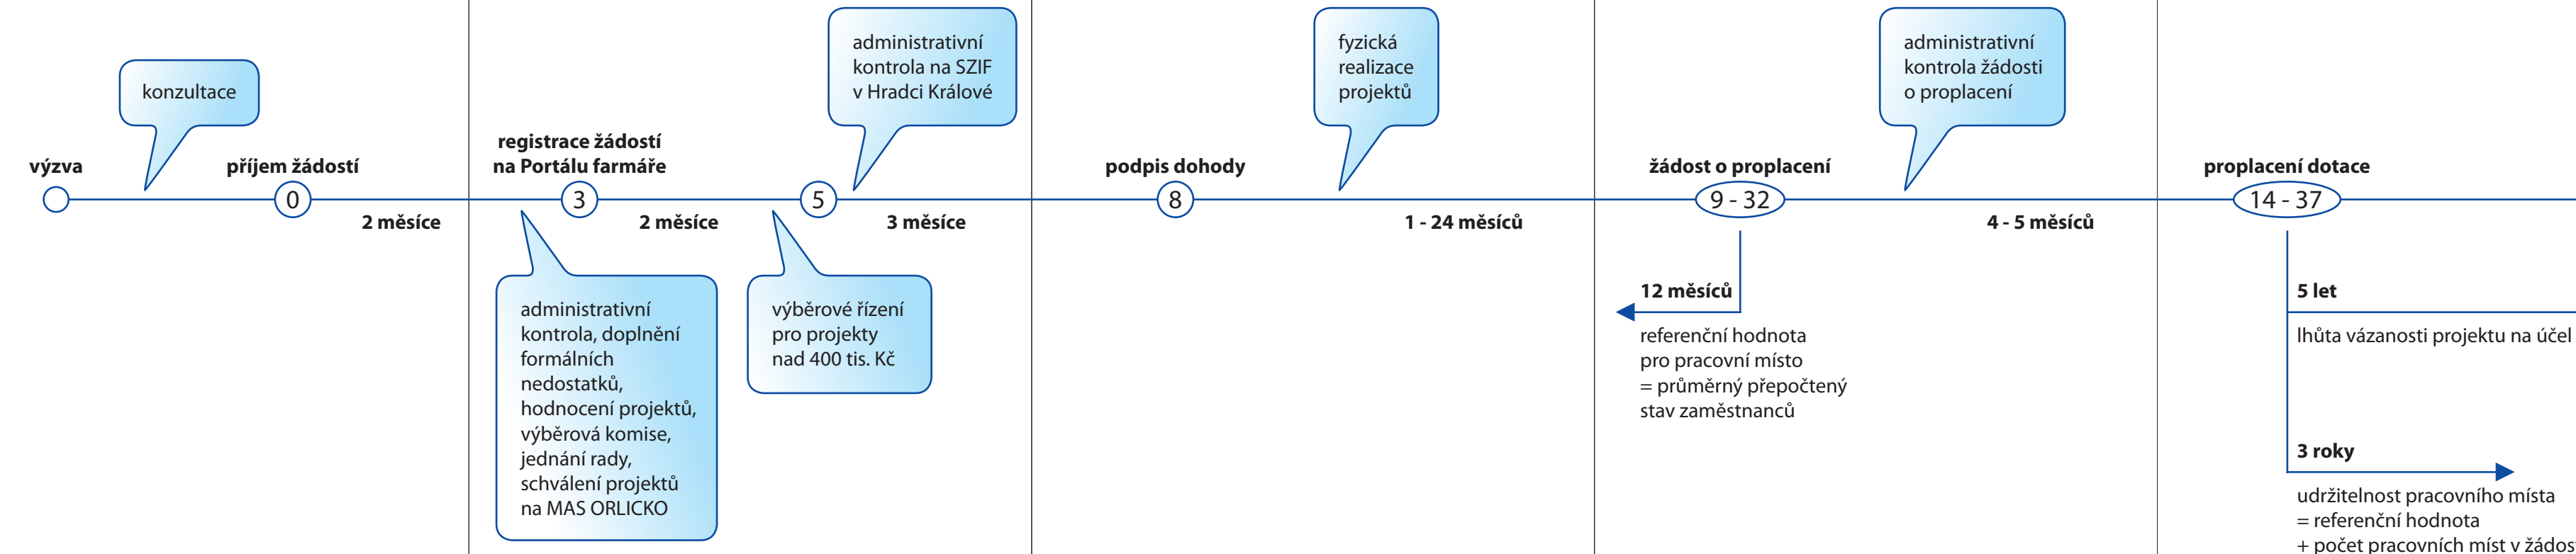 konzultace
výzva
příjem žádostí
0
2 měsíce
registrace žádostí
na Portálu farmáře
3
administrativní
kontrola, doplnění
formálních
nedostatků,
hodnocení projektů,
výběrová komise,
jednání rady,
schválení projektů
na MAS ORLICKO
2 měsíce
5
výběrové řízení
pro projekty
nad 400 tis. Kč
administrativní
kontrola na SZIF
v Hradci Králové
3 měsíce
podpis dohody
8
fyzická
realizace
projektů
1 - 24 měsíců
žádost o proplacení
9 - 32
12 měsíců
referenční hodnota
pro pracovní místo
= průměrný přepočtený
stav zaměstnanců
administrativní
kontrola žádosti
o proplacení
4 - 5 měsíců
proplacení dotace
14 - 37
5 let
lhůta vázanosti projektu na účel
3 roky
udržitelnost pracovního místa
= referenční hodnota
+ počet pracovních míst v